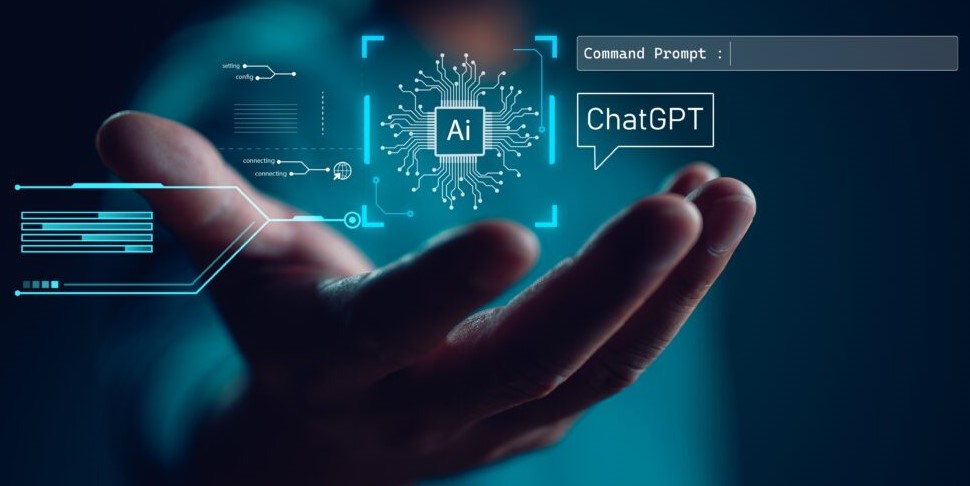 Command Prompt :
setting
config
Ai
ChatGPT
connecting
connecting